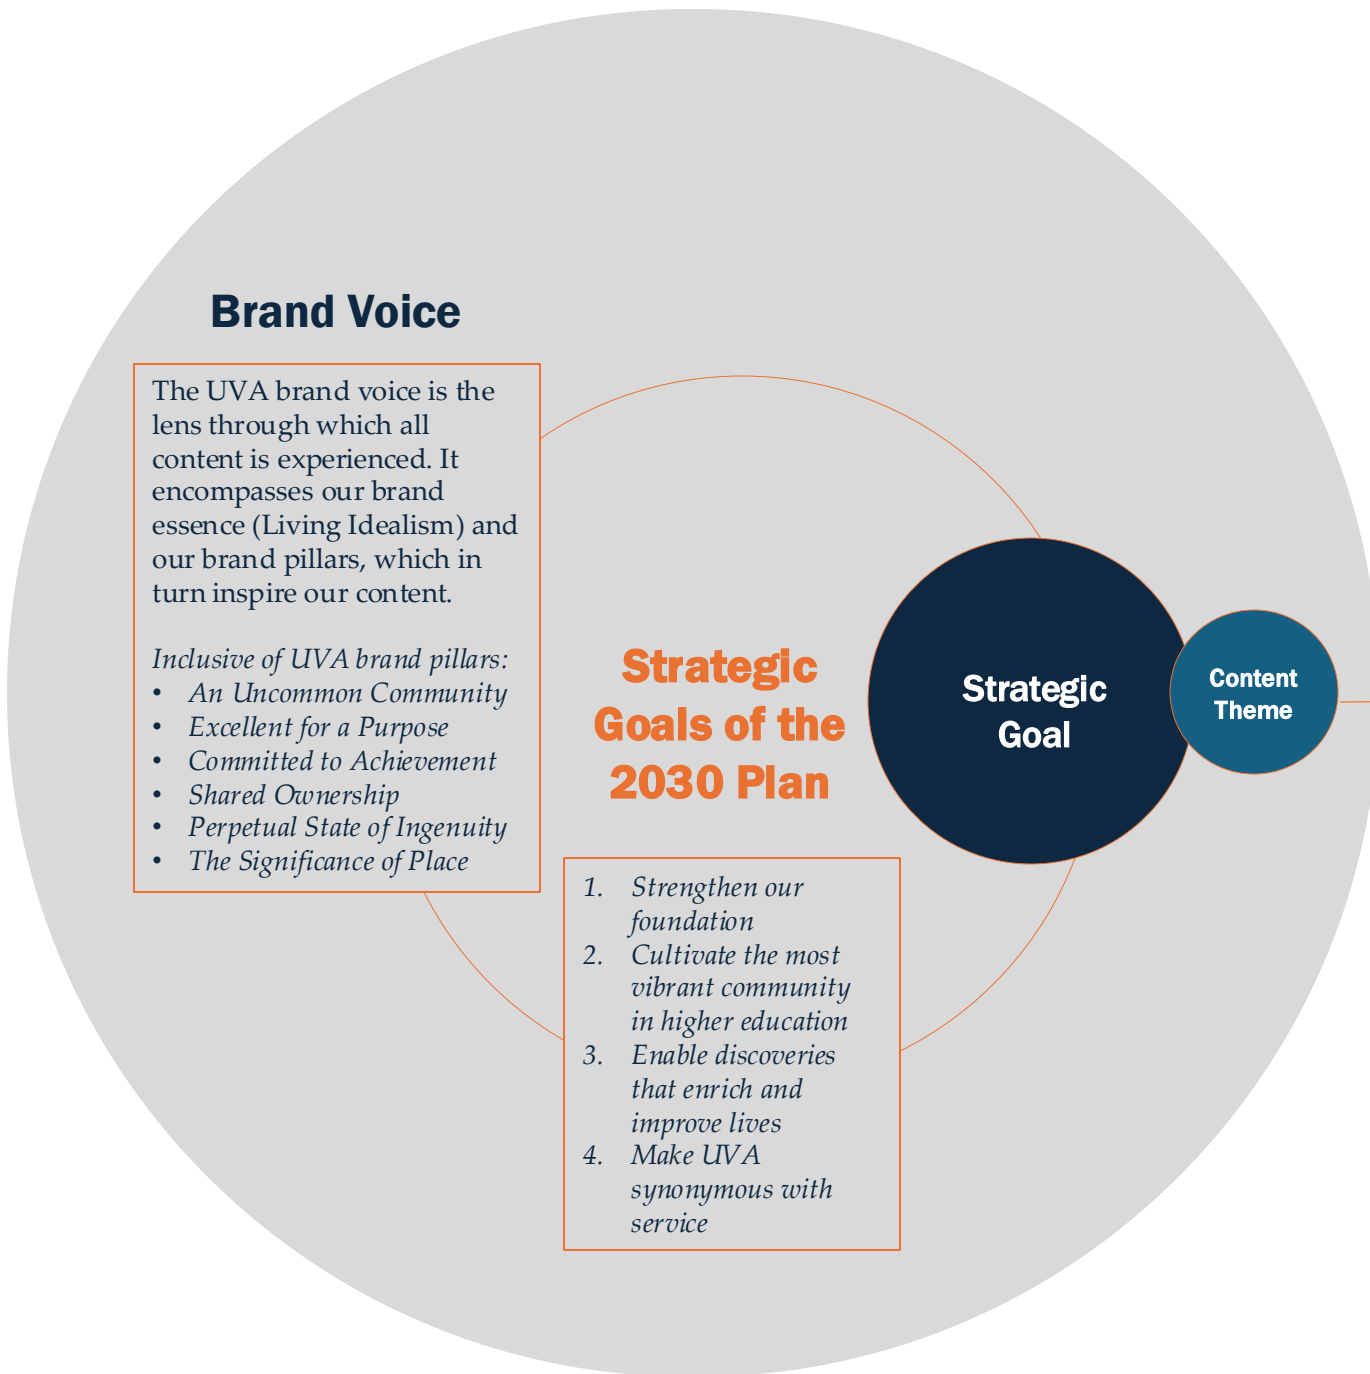 Brand Voice
The UVA brand voice is the
lens through which all
content is experienced. It
encompasses our brand
essence (Living Idealism) and
our brand pillars, which in
turn inspire our content.
Inclusive of UVA brand pillars:
• An Uncommon Community
• Excellent for a Purpose
• Committed to Achievement
• Shared Ownership
• Perpetual State of Ingenuity
• The Significance of Place
Strategic
Goals of the
2030 Plan
1. Strengthen our
foundation
2. Cultivate the most
vibrant community
in higher education
3. Enable discoveries
that enrich and
improve lives
4. Make UVA
synonymous with
service
Strategic
Goal
Content
Theme